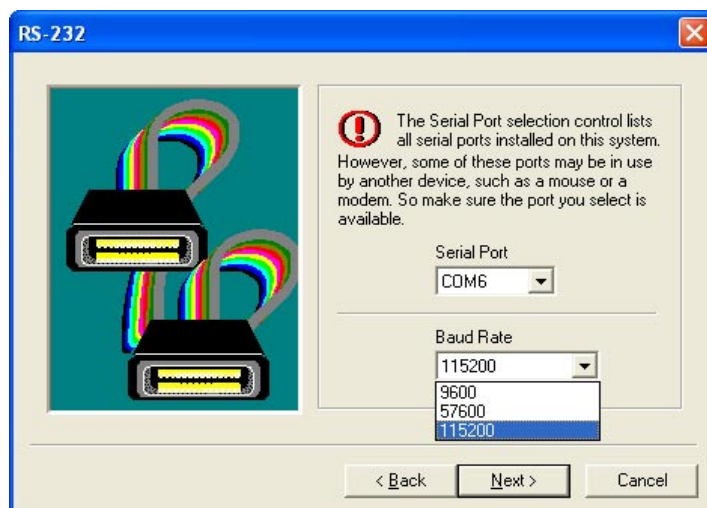 RS-232
The Serial Port selection control lists
all serial ports installed on this system.
However, some of these ports may be in use
by another device, such as a mouse or a
modem. So make sure the port you select is
available.
Serial Port
COM6
Baud Rate
115200
9600
57600
115200
< Back Next > Cancel